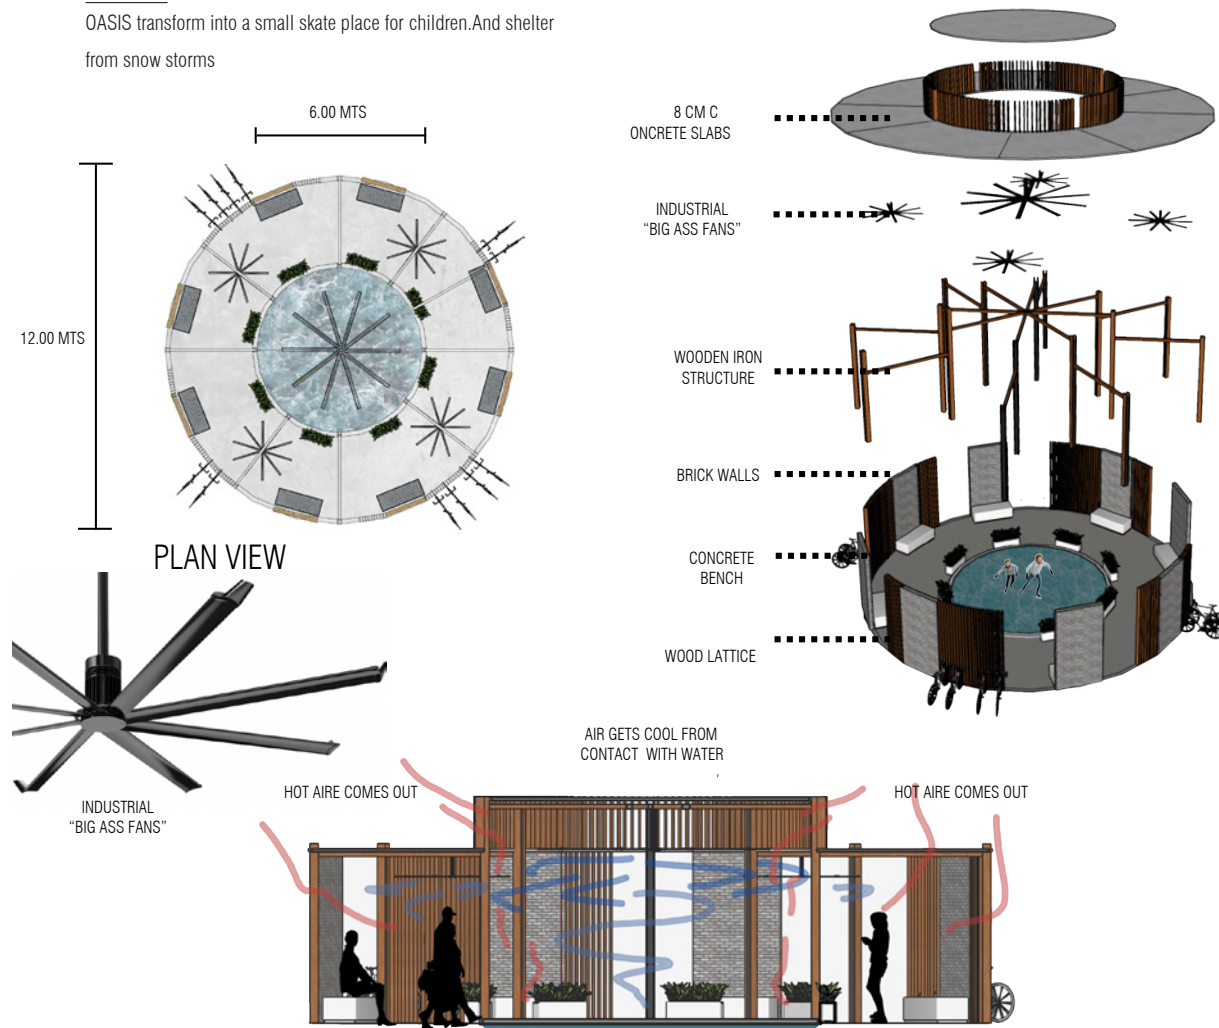 OASIS transform into a small skate place for children.And shelter
from snow storms
6.00 MTS
12.00 MTS
PLAN VIEW
8 CM C
ONCRETE SLABS
INDUSTRIAL
“BIG ASS FANS”
WOODEN IRON
STRUCTURE
BRICK WALLS
CONCRETE
BENCH
WOOD LATTICE
INDUSTRIAL
“BIG ASS FANS”
AIR GETS COOL FROM
CONTACT WITH WATER
,
HOT AIRE COMES OUT
HOT AIRE COMES OUT